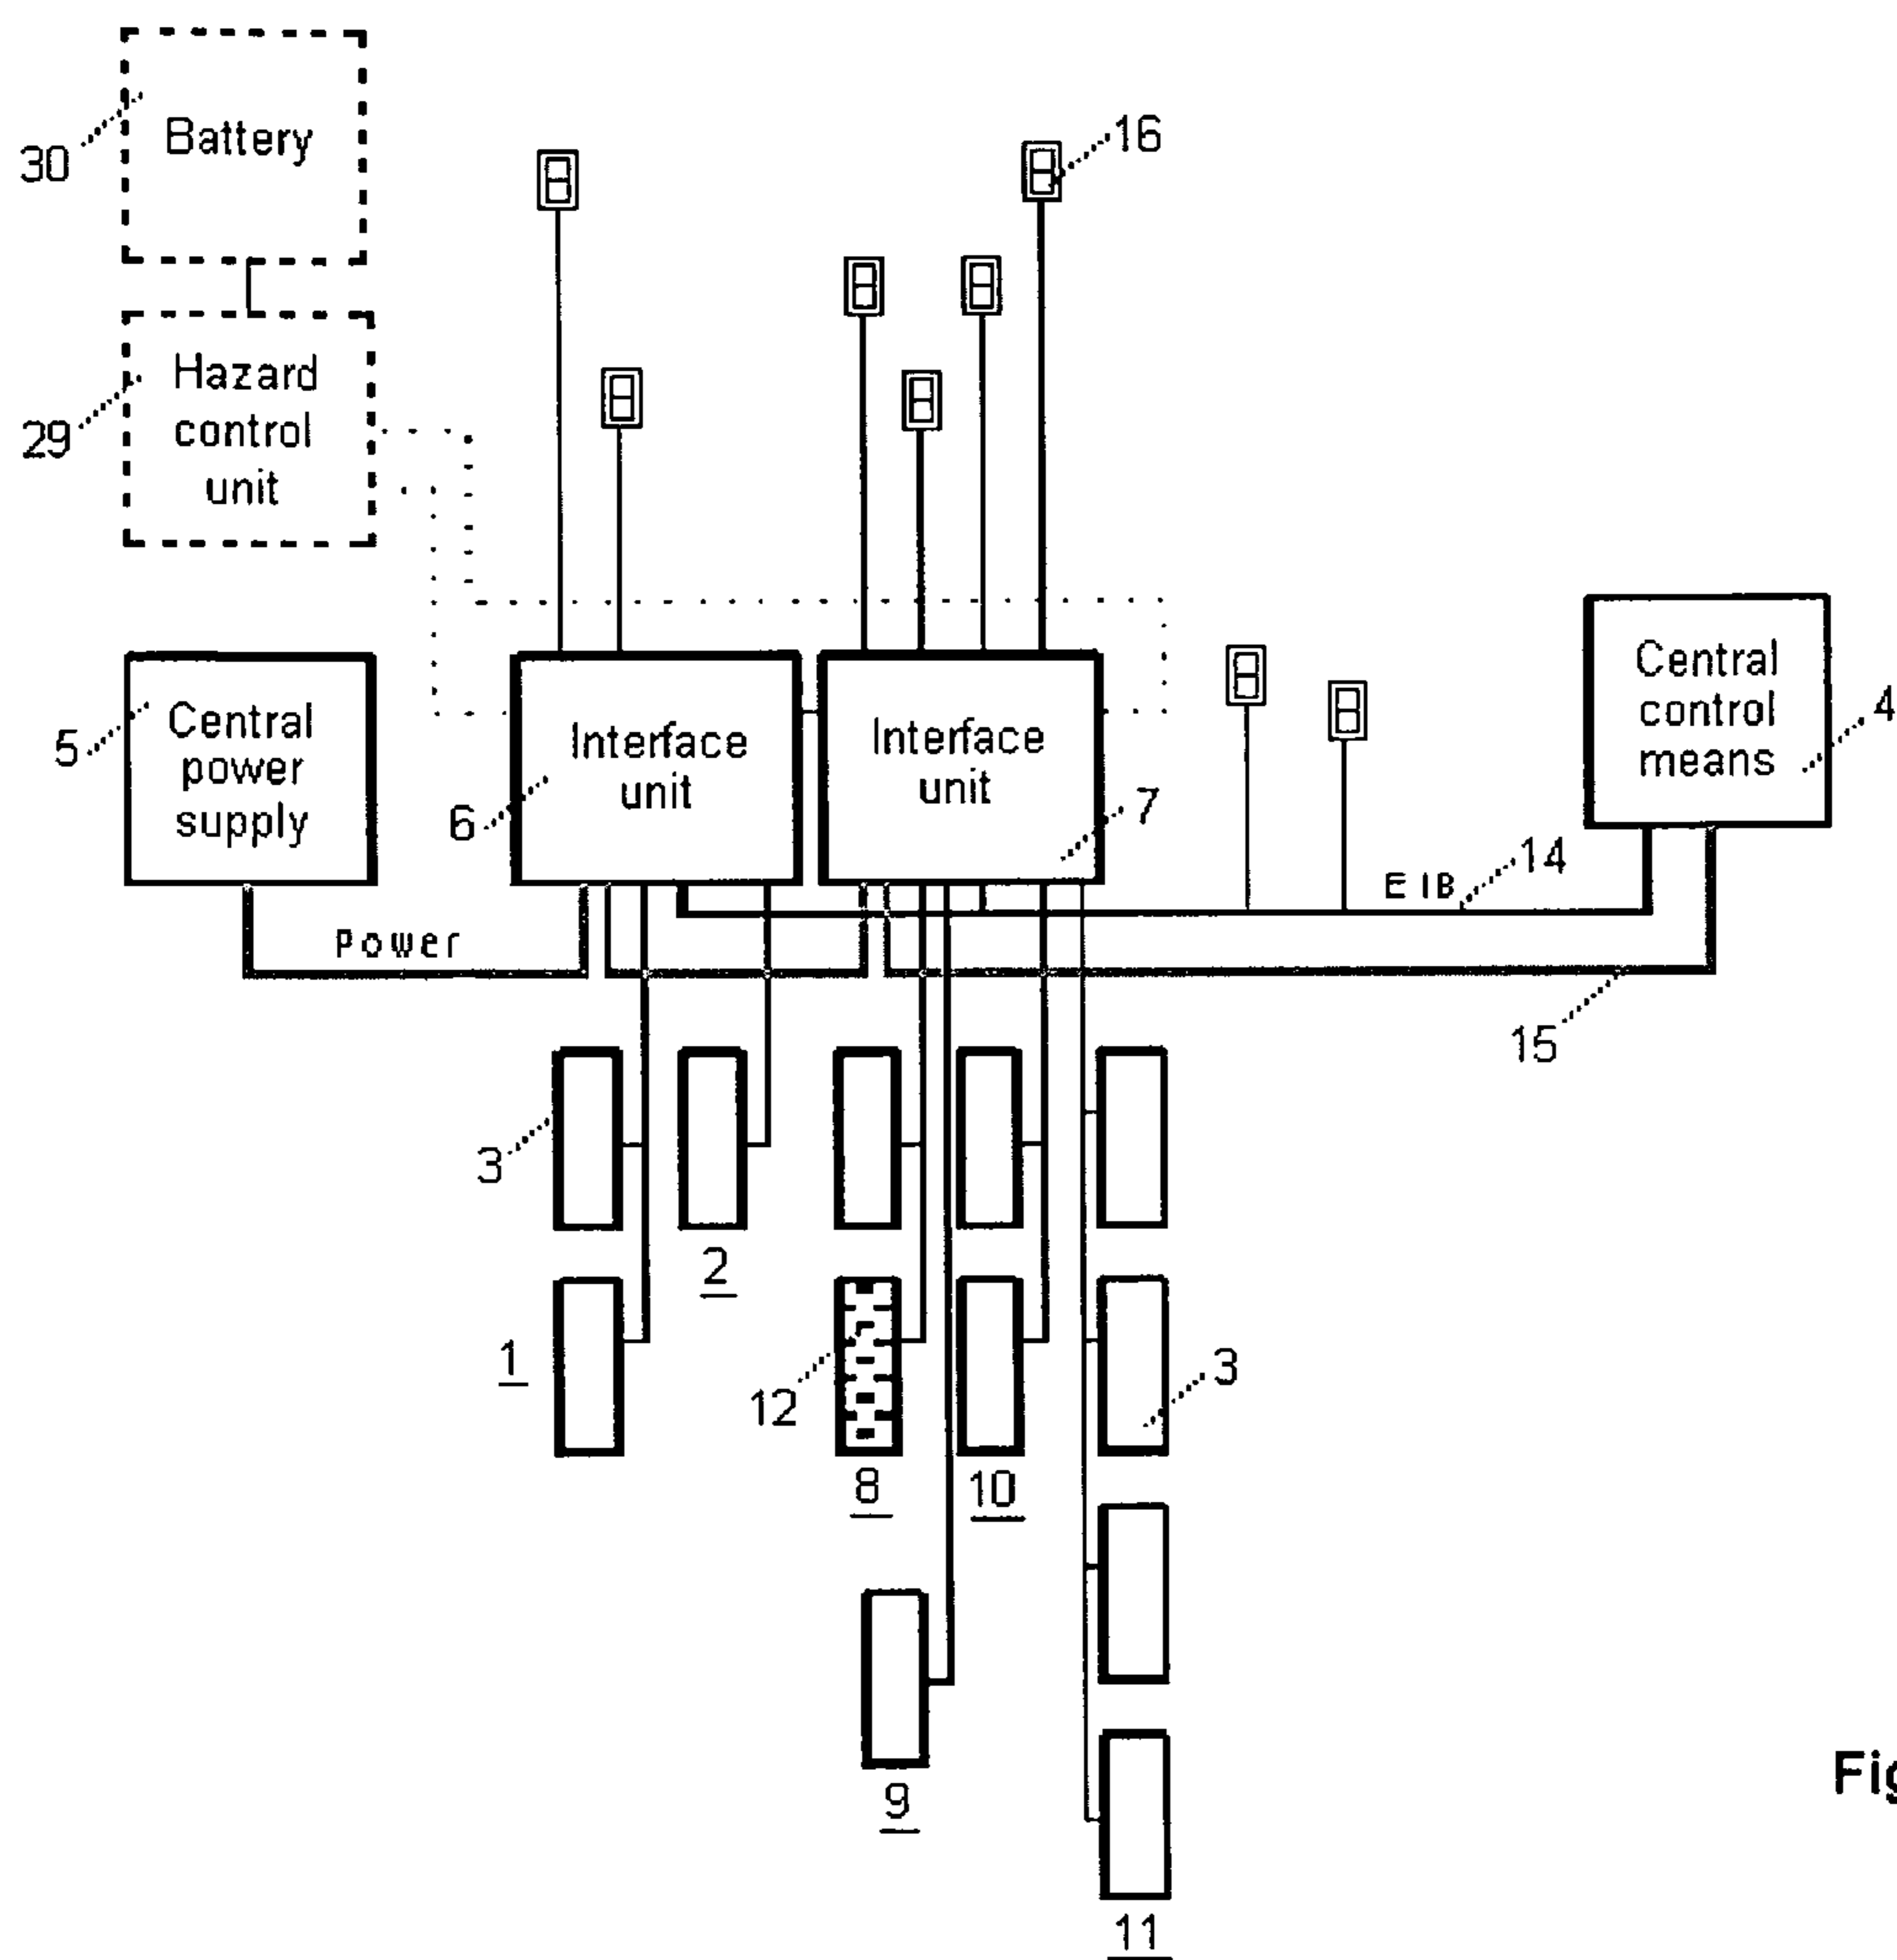 Battery
30
16
Hazard
control
unit
29
Central
power
supply
5
Interface
unit
6
Interface
unit
7
Central
control
means
4
EIB
14
Power
15
3
2
1
12
3
8
10
9
Fig
11